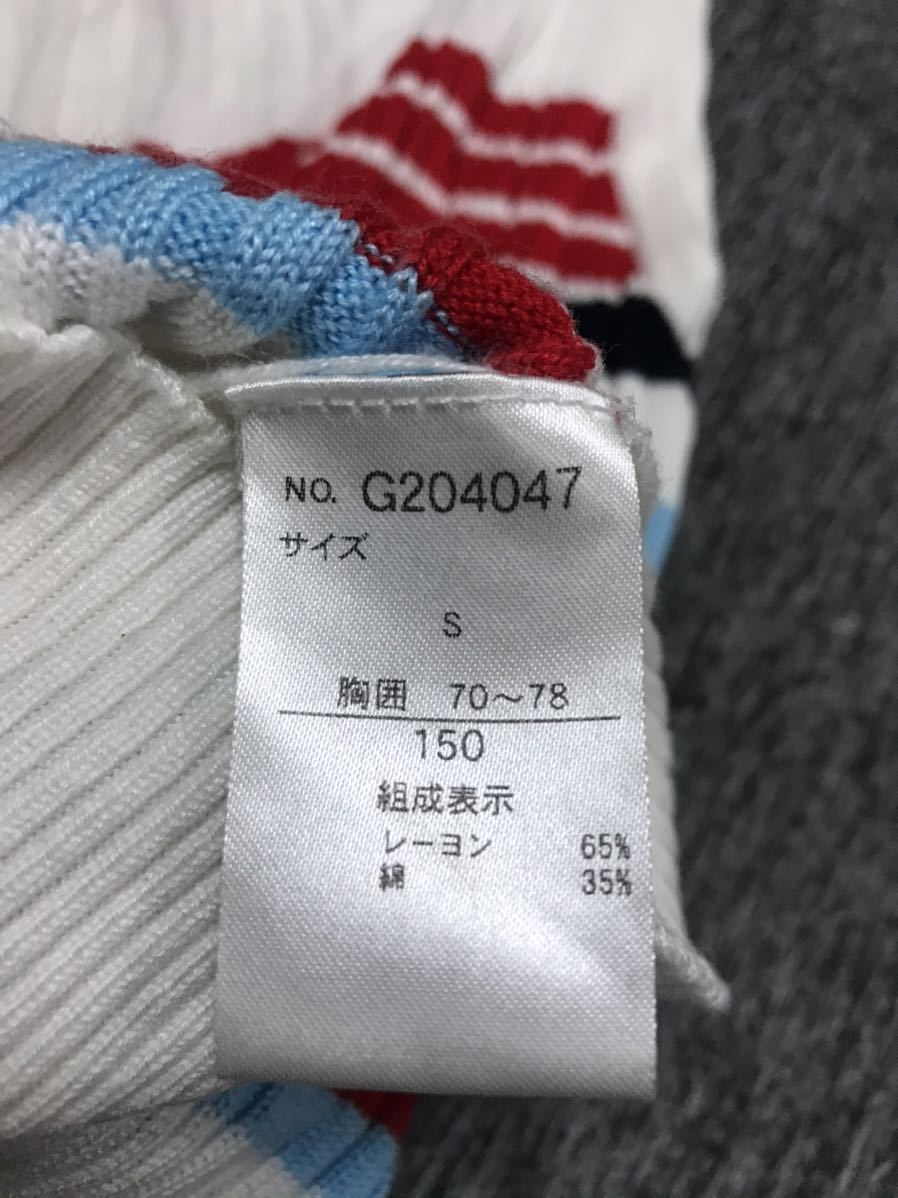 NO. G204047
サイズ
S
胸囲 70～78
150
組成表示
レーヨン 65%
綿 35%